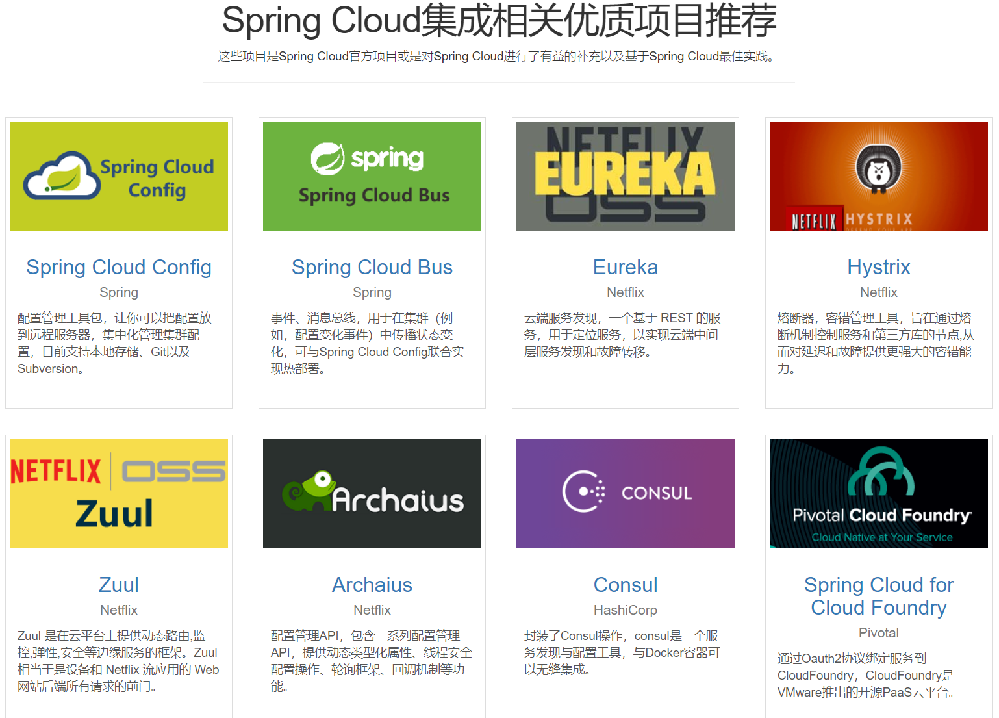 Spring Cloud集成相关优质项目推荐
这些项目是Spring Cloud官方项目或是对Spring Cloud进行了有益的补充以及基于Spring Cloud最佳实践。
Spring Cloud
Config
Spring Cloud Config
Spring
配置管理工具包，让你可以把配置放
到远程服务器，集中化管理集群配
置，目前支持本地存储、Git以及
Subversion。
spring
Spring Cloud Bus
Spring Cloud Bus
Spring
事件、消息总线，用于在集群（例
如，配置变化事件）中传播状态变
化，可与Spring Cloud Config联合实
现热部署。
NETFLIX
EUREKA
OSS
Eureka
Netflix
云端服务发现，一个基于 REST 的服
务，用于定位服务，以实现云端中间
层服务发现和故障转移。
NETFLIX HYSTRIX
DEFEND YOUR APP
Hystrix
Netflix
熔断器，容错管理工具，旨在通过熔
断机制控制服务和第三方库的节点,从
而对延迟和故障提供更强大的容错能
力。
NETFLIX OSS
Zuul
Zuul
Netflix
Zuul 是在云平台上提供动态路由,监
控,弹性,安全等边缘服务的框架。Zuul
相当于是设备和 Netflix 流应用的 Web
网站后端所有请求的前门。
Archaius
Archaius
Netflix
配置管理API，包含一系列配置管理
API，提供动态类型化属性、线程安全
配置操作、轮询框架、回调机制等功
能。
CONSUL
Consul
HashiCorp
封装了Consul操作，consul是一个服
务发现与配置工具，与Docker容器可
以无缝集成。
Pivotal Cloud Foundry
Cloud Native at Your Service
Spring Cloud for
Cloud Foundry
Pivotal
通过Oauth2协议绑定服务到
CloudFoundry，CloudFoundry是
VMware推出的开源PaaS云平台。